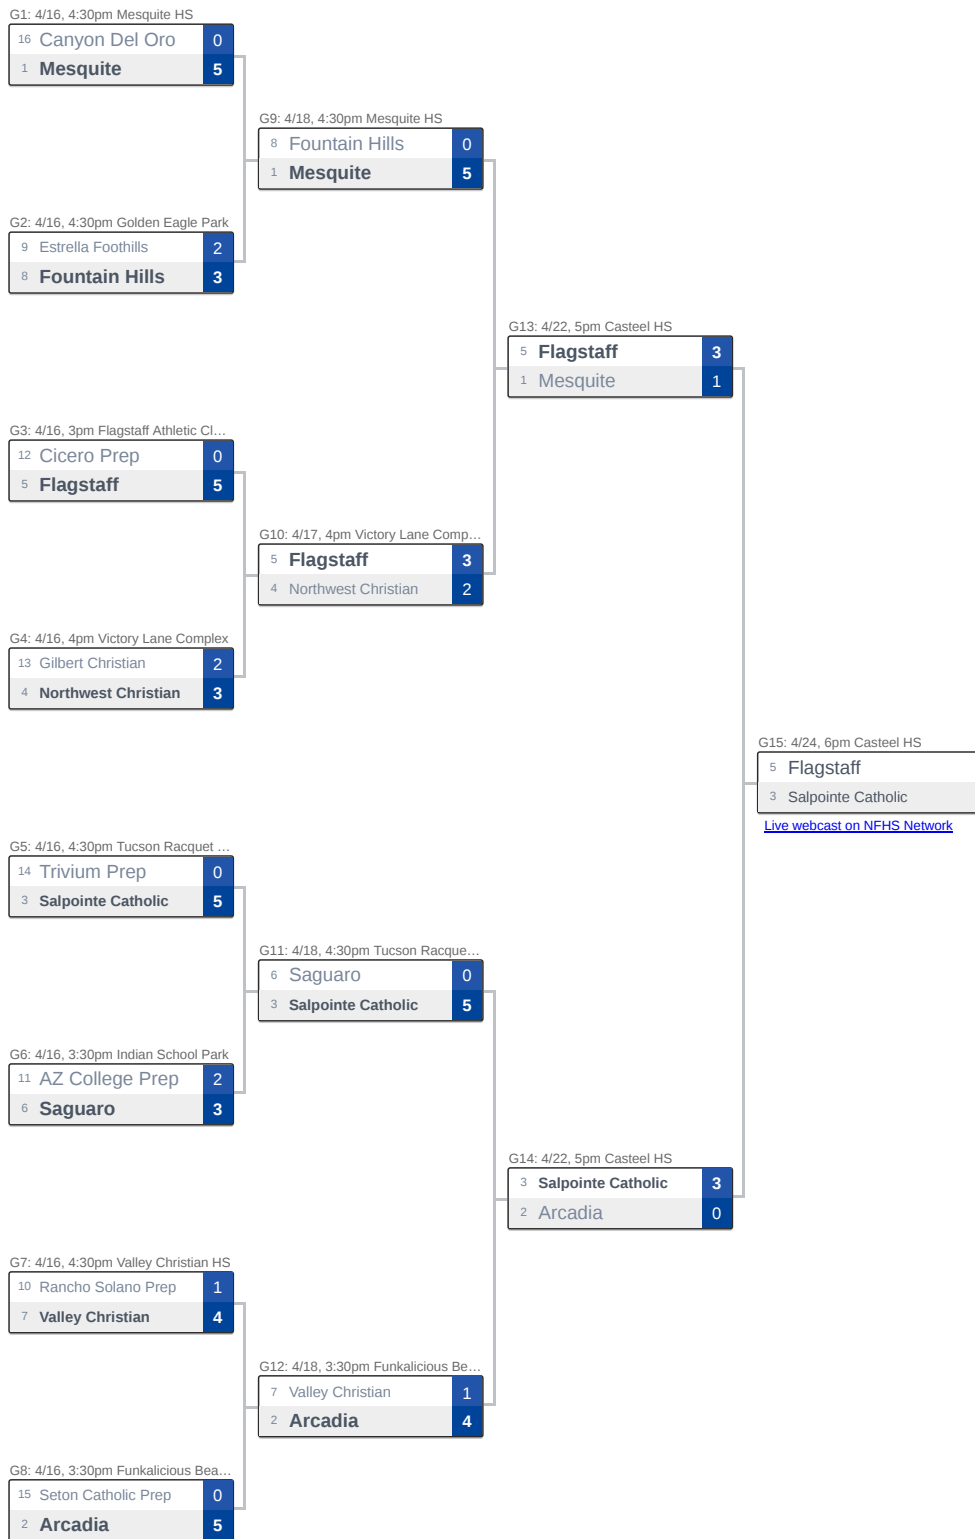 G1: 4/16, 4:30pm Mesquite HS
16 Canyon Del Oro 0
1 Mesquite 5
G9: 4/18, 4:30pm Mesquite HS
8 Fountain Hills 0
1 Mesquite 5
G2: 4/16, 4:30pm Golden Eagle Park
9 Estrella Foothills 2
8 Fountain Hills 3
G13: 4/22, 5pm Casteel HS
5 Flagstaff 3
1 Mesquite 1
G3: 4/16, 3pm Flagstaff Athletic Cl…
12 Cicero Prep 0
5 Flagstaff 5
G10: 4/17, 4pm Victory Lane Comp…
5 Flagstaff 3
4 Northwest Christian 2
G4: 4/16, 4pm Victory Lane Complex
13 Gilbert Christian 2
4 Northwest Christian 3
G15: 4/24, 6pm Casteel HS
5 Flagstaff
3 Salpointe Catholic
Live webcast on NFHS Network
G5: 4/16, 4:30pm Tucson Racquet …
14 Trivium Prep 0
3 Salpointe Catholic 5
G11: 4/18, 4:30pm Tucson Racque…
6 Saguaro 0
3 Salpointe Catholic 5
G6: 4/16, 3:30pm Indian School Park
11 AZ College Prep 2
6 Saguaro 3
G14: 4/22, 5pm Casteel HS
3 Salpointe Catholic 3
2 Arcadia 0
G7: 4/16, 4:30pm Valley Christian HS
10 Rancho Solano Prep 1
7 Valley Christian 4
G12: 4/18, 3:30pm Funkalicious Be…
7 Valley Christian 1
2 Arcadia 4
G8: 4/16, 3:30pm Funkalicious Bea…
15 Seton Catholic Prep 0
2 Arcadia 5